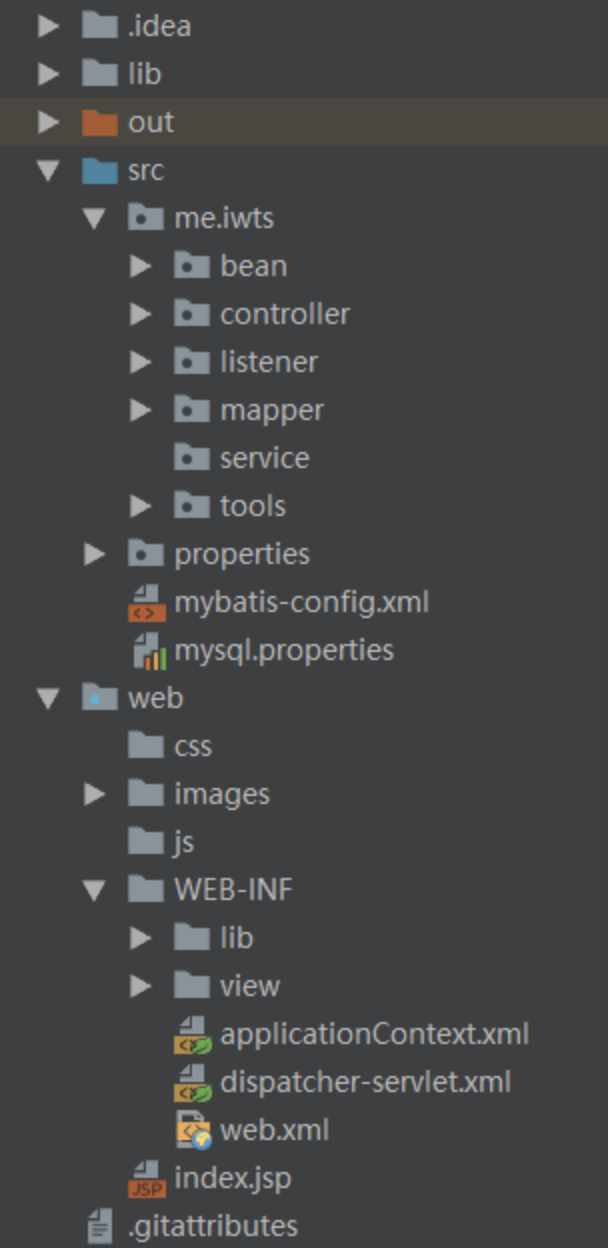 .idea
lib
out
src
me.iwts
bean
controller
listener
mapper
service
tools
properties
mybatis-config.xml
mysql.properties
web
css
images
js
WEB-INF
lib
view
applicationContext.xml
dispatcher-servlet.xml
web.xml
JSP index.jsp
.gitattributes